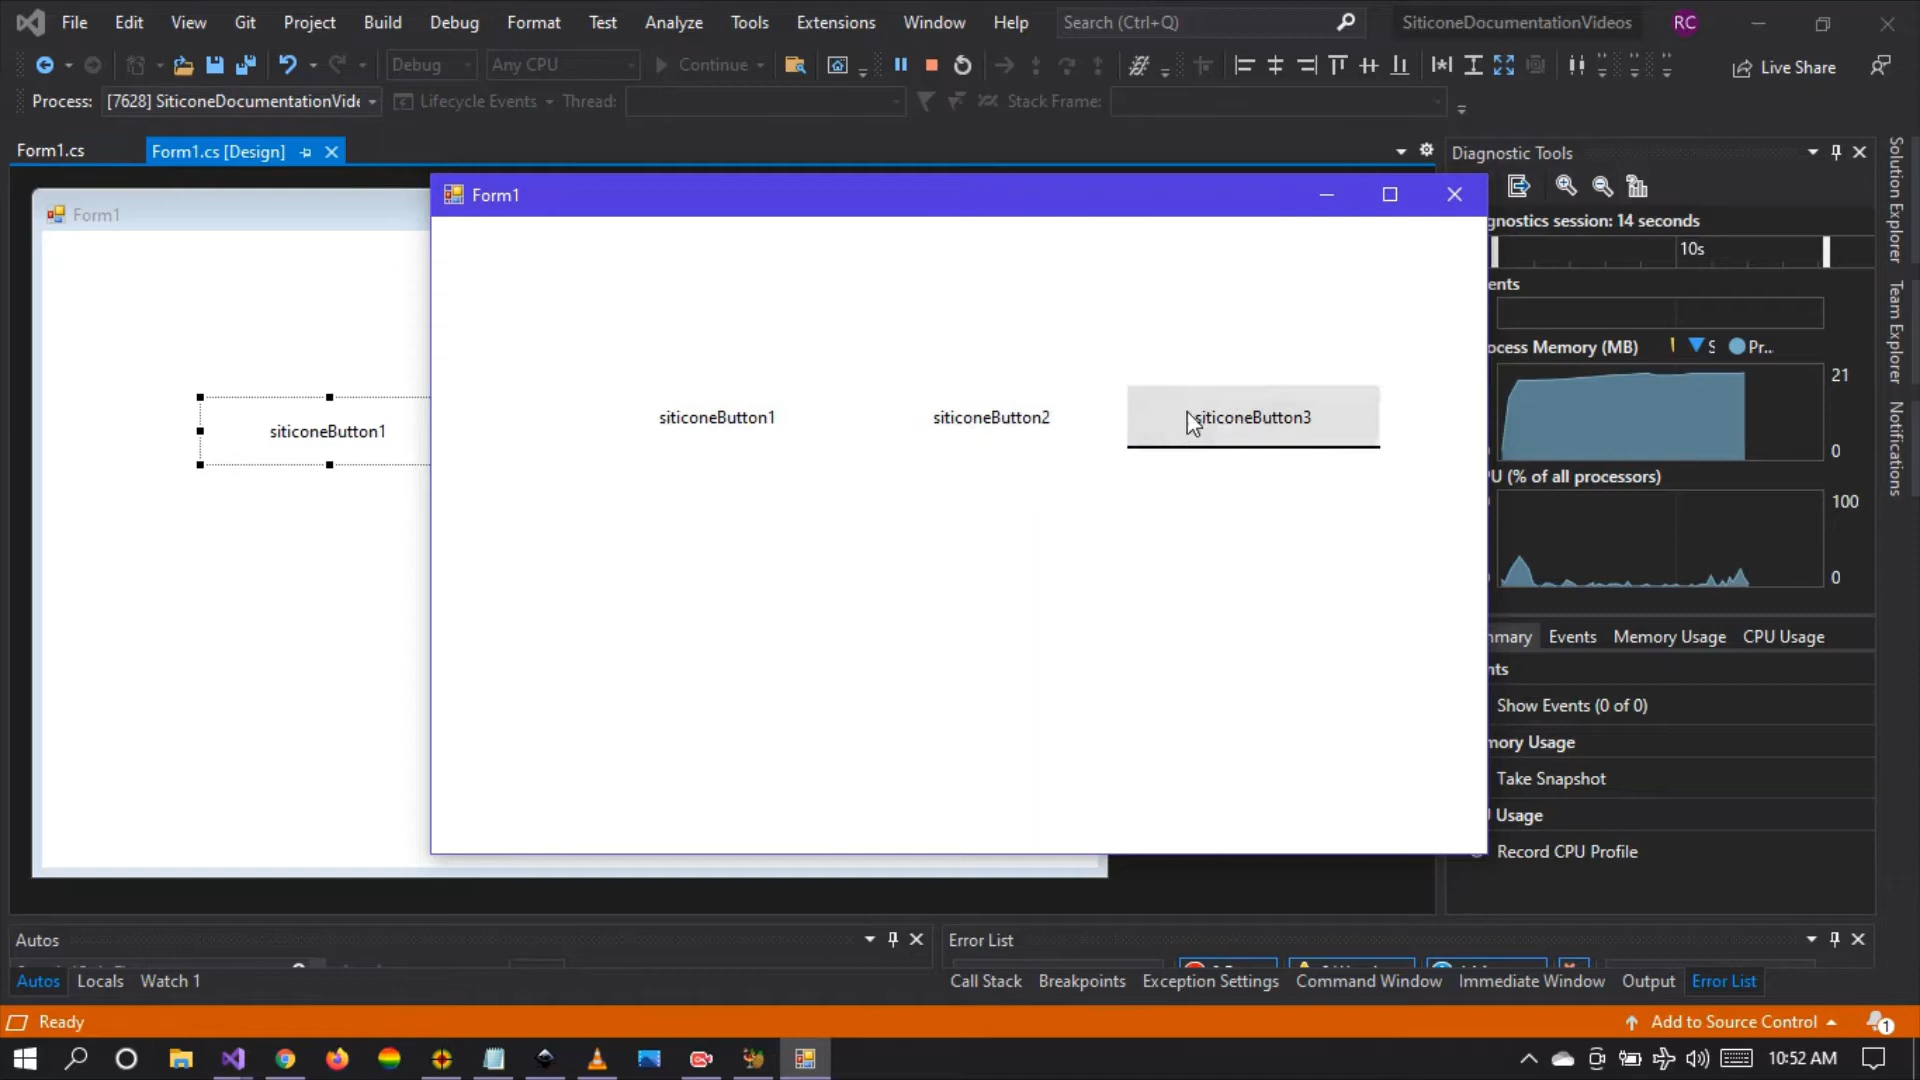 File Edit View Git Project Build Debug Format Test Analyze Tools Extensions Window Help Search (Ctrl+Q) SiticoneDocumentationVideos RC
Debug Any CPU Continue Live Share
Process: [7628] SiticoneDocumentationVide Lifecycle Events Thread: Stack Frame:
Form1.cs Form1.cs [Design]
Diagnostic Tools
Form1
Form1
gnostics session: 14 seconds
10s
ents
ocess Memory (MB) S Pr...
21
0
siticoneButton1
siticoneButton1 siticoneButton2 siticoneButton3
U (% of all processors)
100
0
mmary Events Memory Usage CPU Usage
nts
Show Events (0 of 0)
mory Usage
Take Snapshot
Usage
Record CPU Profile
Solution Explorer
Team Explorer
Notifications
Autos
Error List
Autos Locals Watch 1
Call Stack Breakpoints Exception Settings Command Window Immediate Window Output Error List
Ready
Add to Source Control 1
10:52 AM